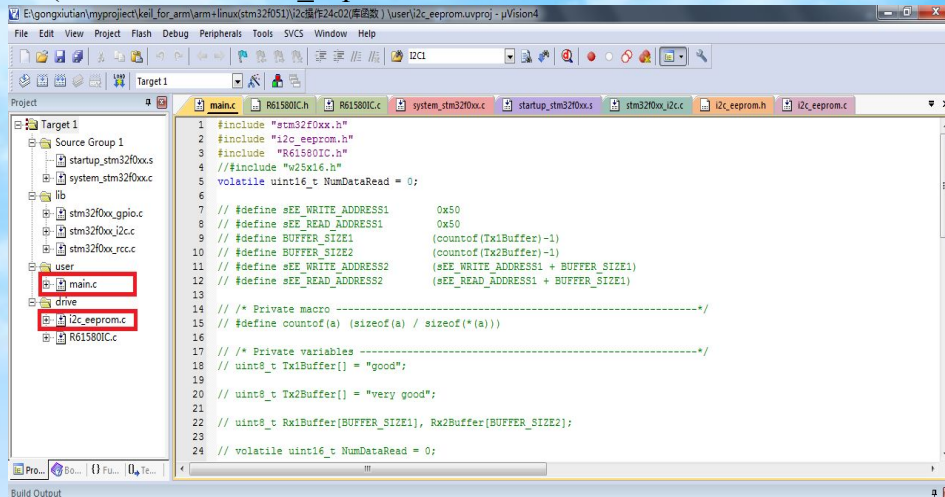 E:\gongxiutian\myproject\keil_for_arm\arm+linux(stm32f051)\i2c操作24c02(库函数)\user\i2c_eeprom.uvproj - µVision4
File Edit View Project Flash Debug Peripherals Tools SVCS Window Help
I2C1
Target 1
Project
main.c R61580IC.h R61580IC.c system_stm32f0xx.c startup_stm32f0xx.s stm32f0xx_i2c.c i2c_eeprom.h i2c_eeprom.c
Target 1
Source Group 1
startup_stm32f0xx.s
system_stm32f0xx.c
lib
stm32f0xx_gpio.c
stm32f0xx_i2c.c
stm32f0xx_rcc.c
user
main.c
drive
i2c_eeprom.c
R61580IC.c
1 #include "stm32f0xx.h"
2 #include "i2c_eeprom.h"
3 #include "R61580IC.h"
4 //#include "w25x16.h"
5 volatile uint16_t NumDataRead = 0;
6
7 // #define sEE_WRITE_ADDRESS1 0x50
8 // #define sEE_READ_ADDRESS1 0x50
9 // #define BUFFER_SIZE1 (countof(Tx1Buffer)-1)
10 // #define BUFFER_SIZE2 (countof(Tx2Buffer)-1)
11 // #define sEE_WRITE_ADDRESS2 (sEE_WRITE_ADDRESS1 + BUFFER_SIZE1)
12 // #define sEE_READ_ADDRESS2 (sEE_READ_ADDRESS1 + BUFFER_SIZE1)
13
14 // /* Private macro -------------------------------------------------------------*/
15 // #define countof(a) (sizeof(a) / sizeof(*(a)))
16
17 // /* Private variables ---------------------------------------------------------*/
18 // uint8_t Tx1Buffer[] = "good";
19
20 // uint8_t Tx2Buffer[] = "very good";
21
22 // uint8_t Rx1Buffer[BUFFER_SIZE1], Rx2Buffer[BUFFER_SIZE2];
23
24 // volatile uint16_t NumDataRead = 0;
Pro... Bo... {} Fu... Te...
Build Output